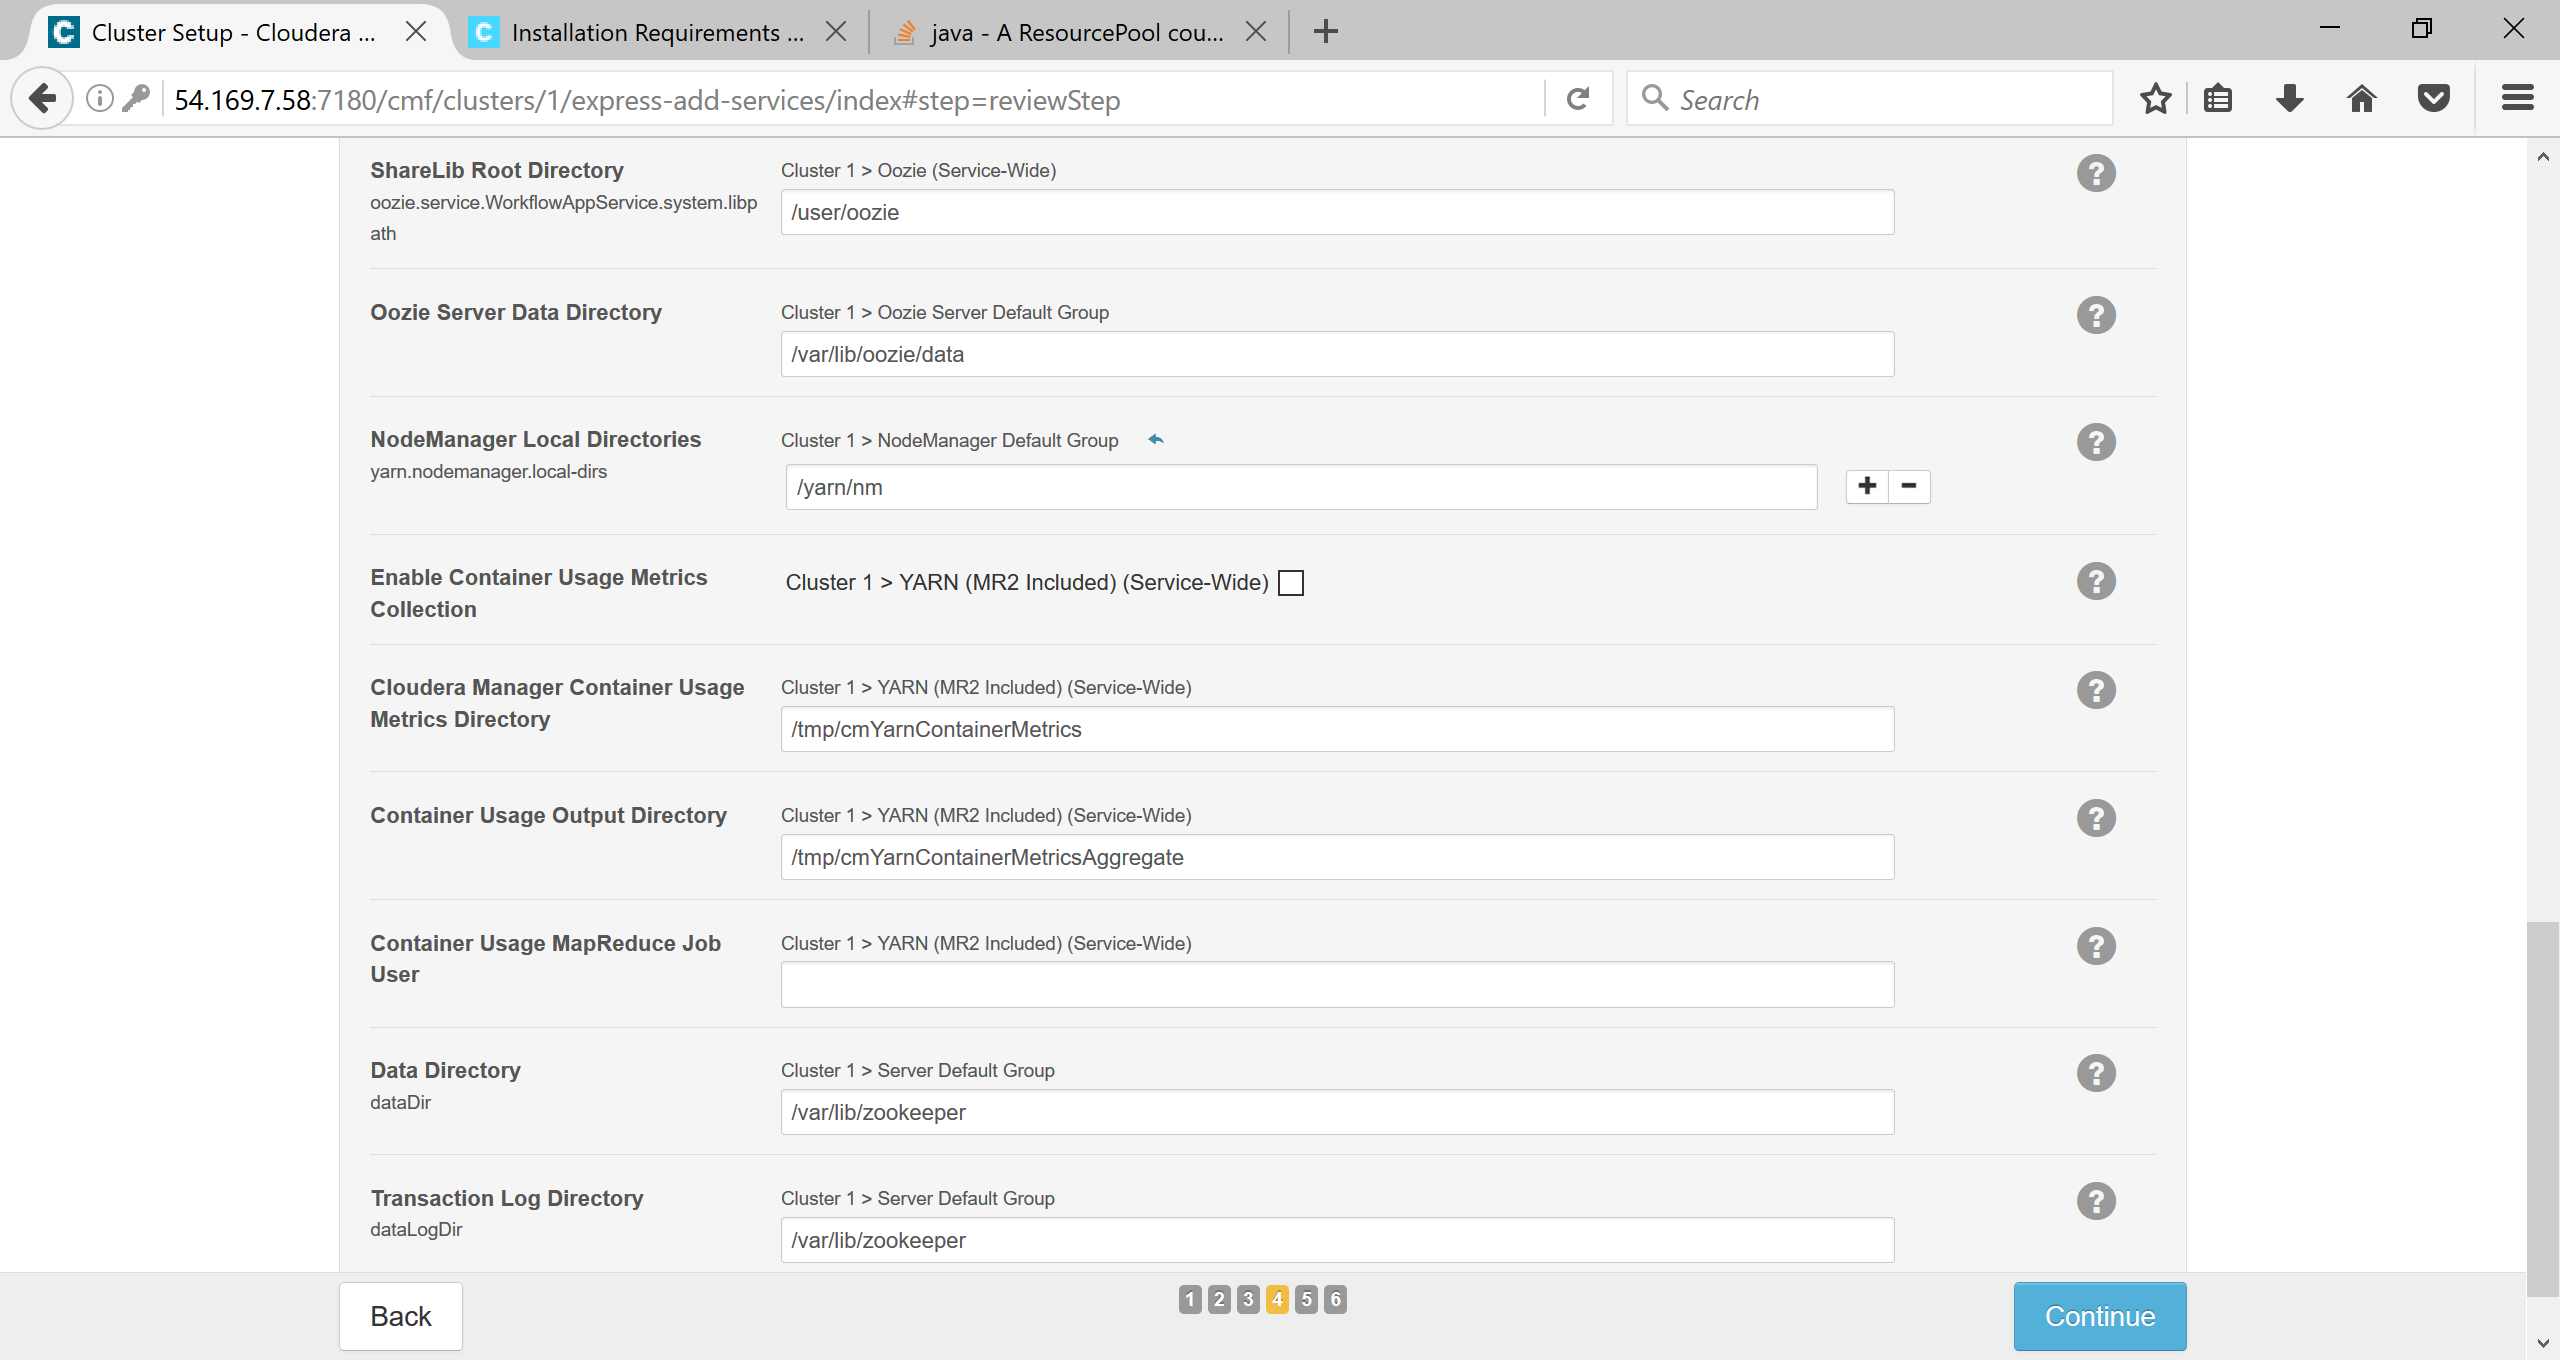 Cluster Setup - Cloudera ...
Installation Requirements ...
java - A ResourcePool cou...
54.169.7.58:7180/cmf/clusters/1/express-add-services/index#step=reviewStep
Search
ShareLib Root Directory
Cluster 1 > Oozie (Service-Wide)
oozie.service.WorkflowAppService.system.libp
ath
/user/oozie
Oozie Server Data Directory
Cluster 1 > Oozie Server Default Group
/var/lib/oozie/data
NodeManager Local Directories
Cluster 1 > NodeManager Default Group
yarn.nodemanager.local-dirs
/yarn/nm
Enable Container Usage Metrics
Collection
Cluster 1 > YARN (MR2 Included) (Service-Wide)
Cloudera Manager Container Usage
Metrics Directory
Cluster 1 > YARN (MR2 Included) (Service-Wide)
/tmp/cmYarnContainerMetrics
Container Usage Output Directory
Cluster 1 > YARN (MR2 Included) (Service-Wide)
/tmp/cmYarnContainerMetricsAggregate
Container Usage MapReduce Job
User
Cluster 1 > YARN (MR2 Included) (Service-Wide)
Data Directory
Cluster 1 > Server Default Group
dataDir
/var/lib/zookeeper
Transaction Log Directory
Cluster 1 > Server Default Group
dataLogDir
/var/lib/zookeeper
Back
1 2 3 4 5 6
Continue